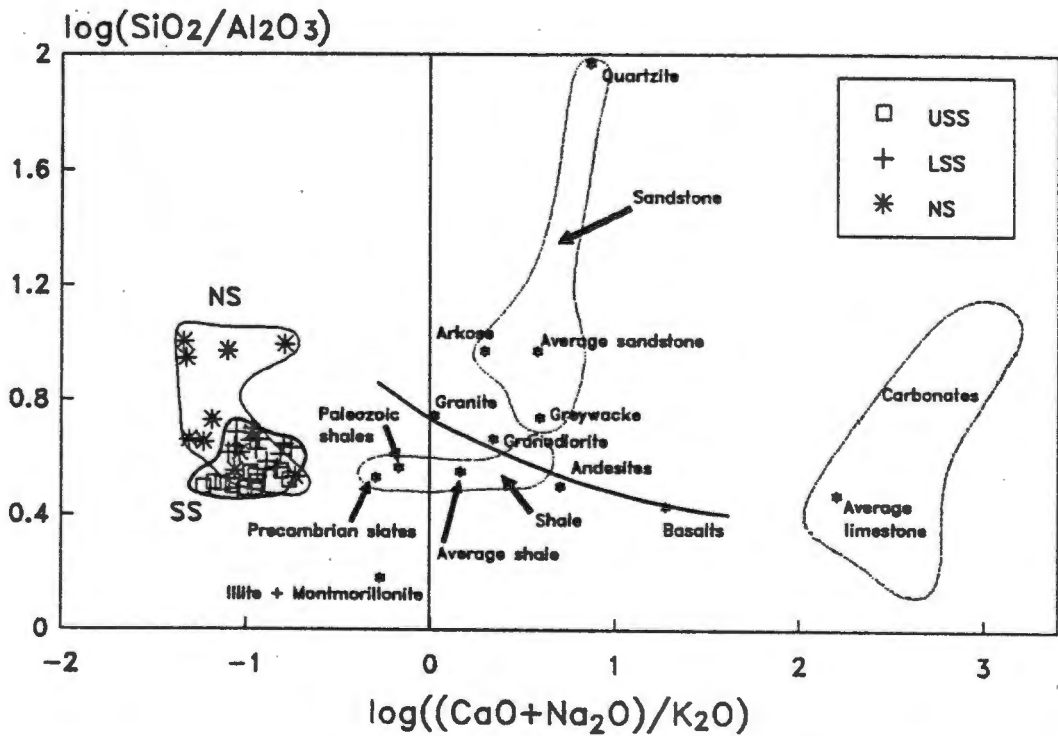 log(SiO₂/Al₂O₃)
2
1.6
1.2
0.8
0.4
0
−2
−1
0
1
2
3
log((CaO+Na₂O)/K₂O)
□ USS
+ LSS
* NS
Quartzite
Sandstone
NS
Arkose
Average sandstone
Carbonates
Granite
Greywacke
Paleozoic
shales
Granodiorite
Andesites
SS
Precambrian slates
Shale
Average shale
Basalts
Average
limestone
Illite + Montmorillonite